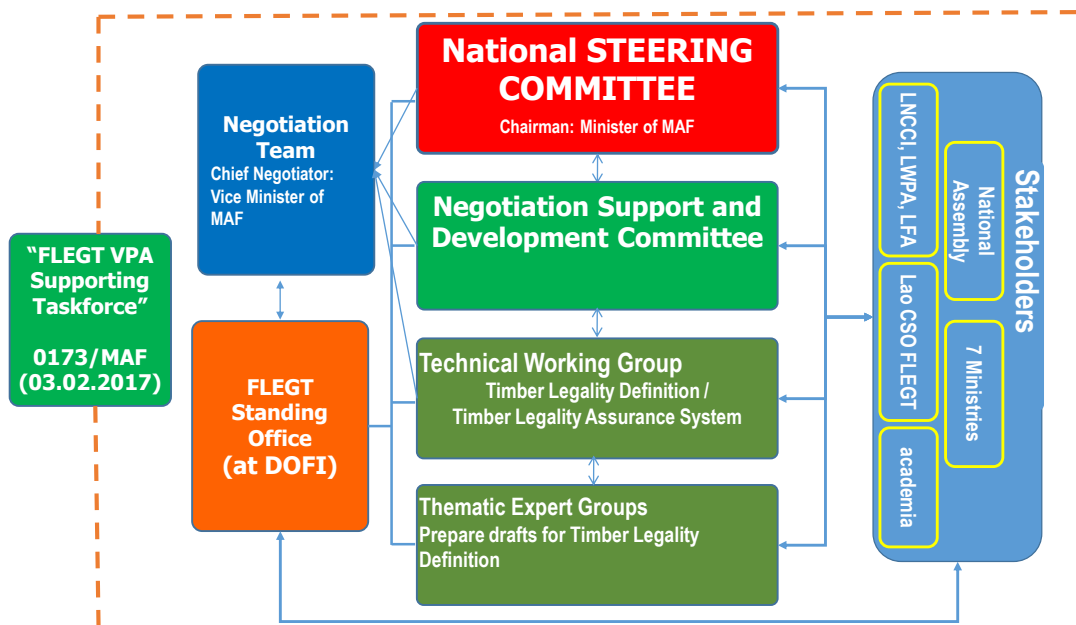 "FLEGT VPA
Supporting
Taskforce"
0173/MAF
(03.02.2017)
Negotiation
Team
Chief Negotiator:
Vice Minister of
MAF
FLEGT
Standing
Office
(at DOFI)
National STEERING
COMMITTEE
Chairman: Minister of MAF
Negotiation Support and
Development Committee
Technical Working Group
Timber Legality Definition /
Timber Legality Assurance System
Thematic Expert Groups
Prepare drafts for Timber Legality
Definition
Stakeholders
National
Assembly
7 Ministries
LNCCI, LWPA, LFA
Lao CSO FLEGT
academia